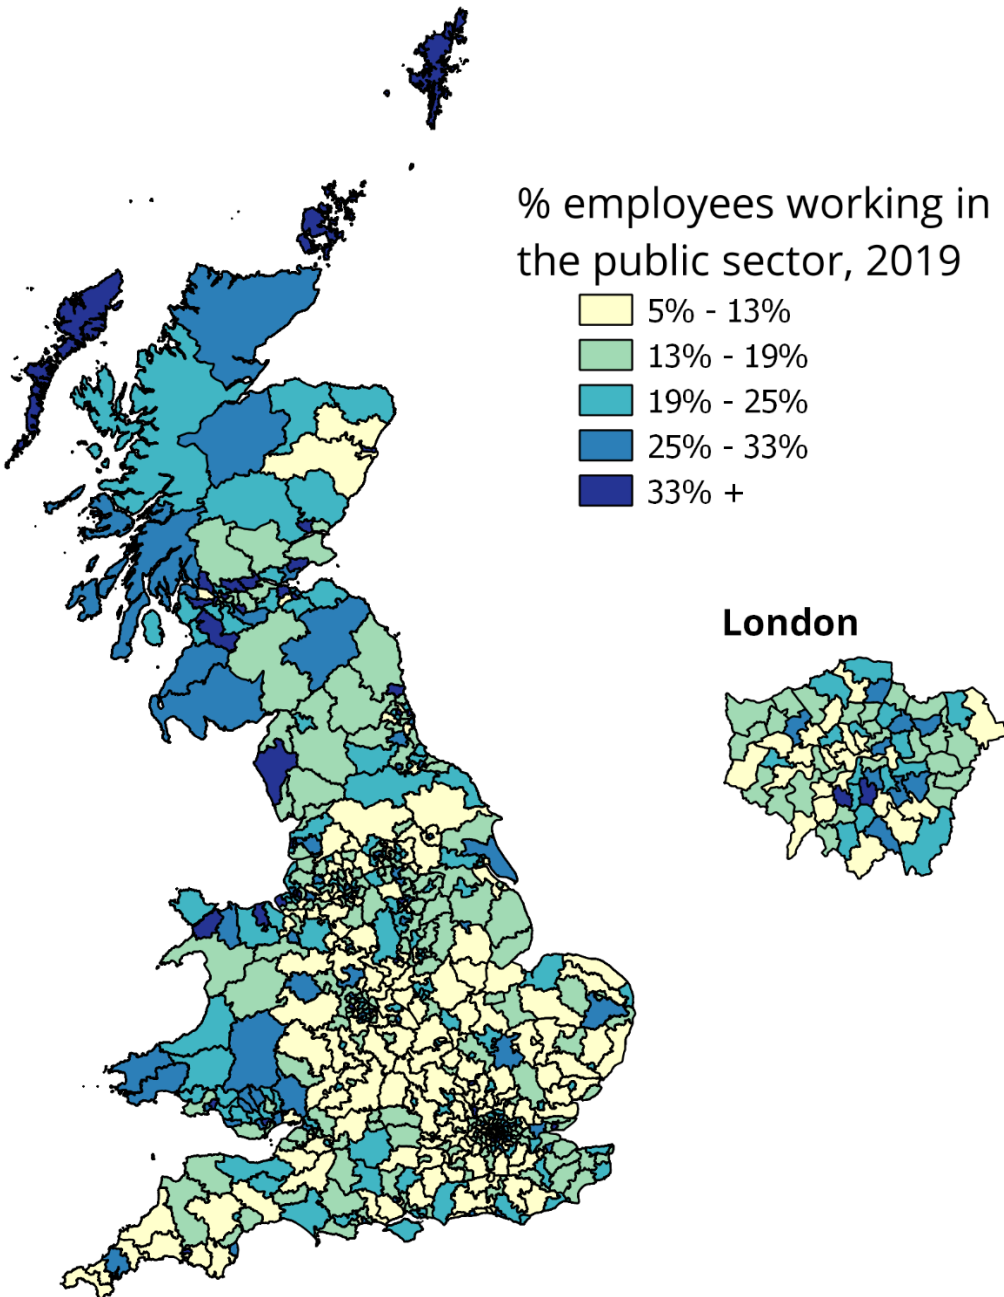 % employees working in
the public sector, 2019
5% - 13%
13% - 19%
19% - 25%
25% - 33%
33% +
London